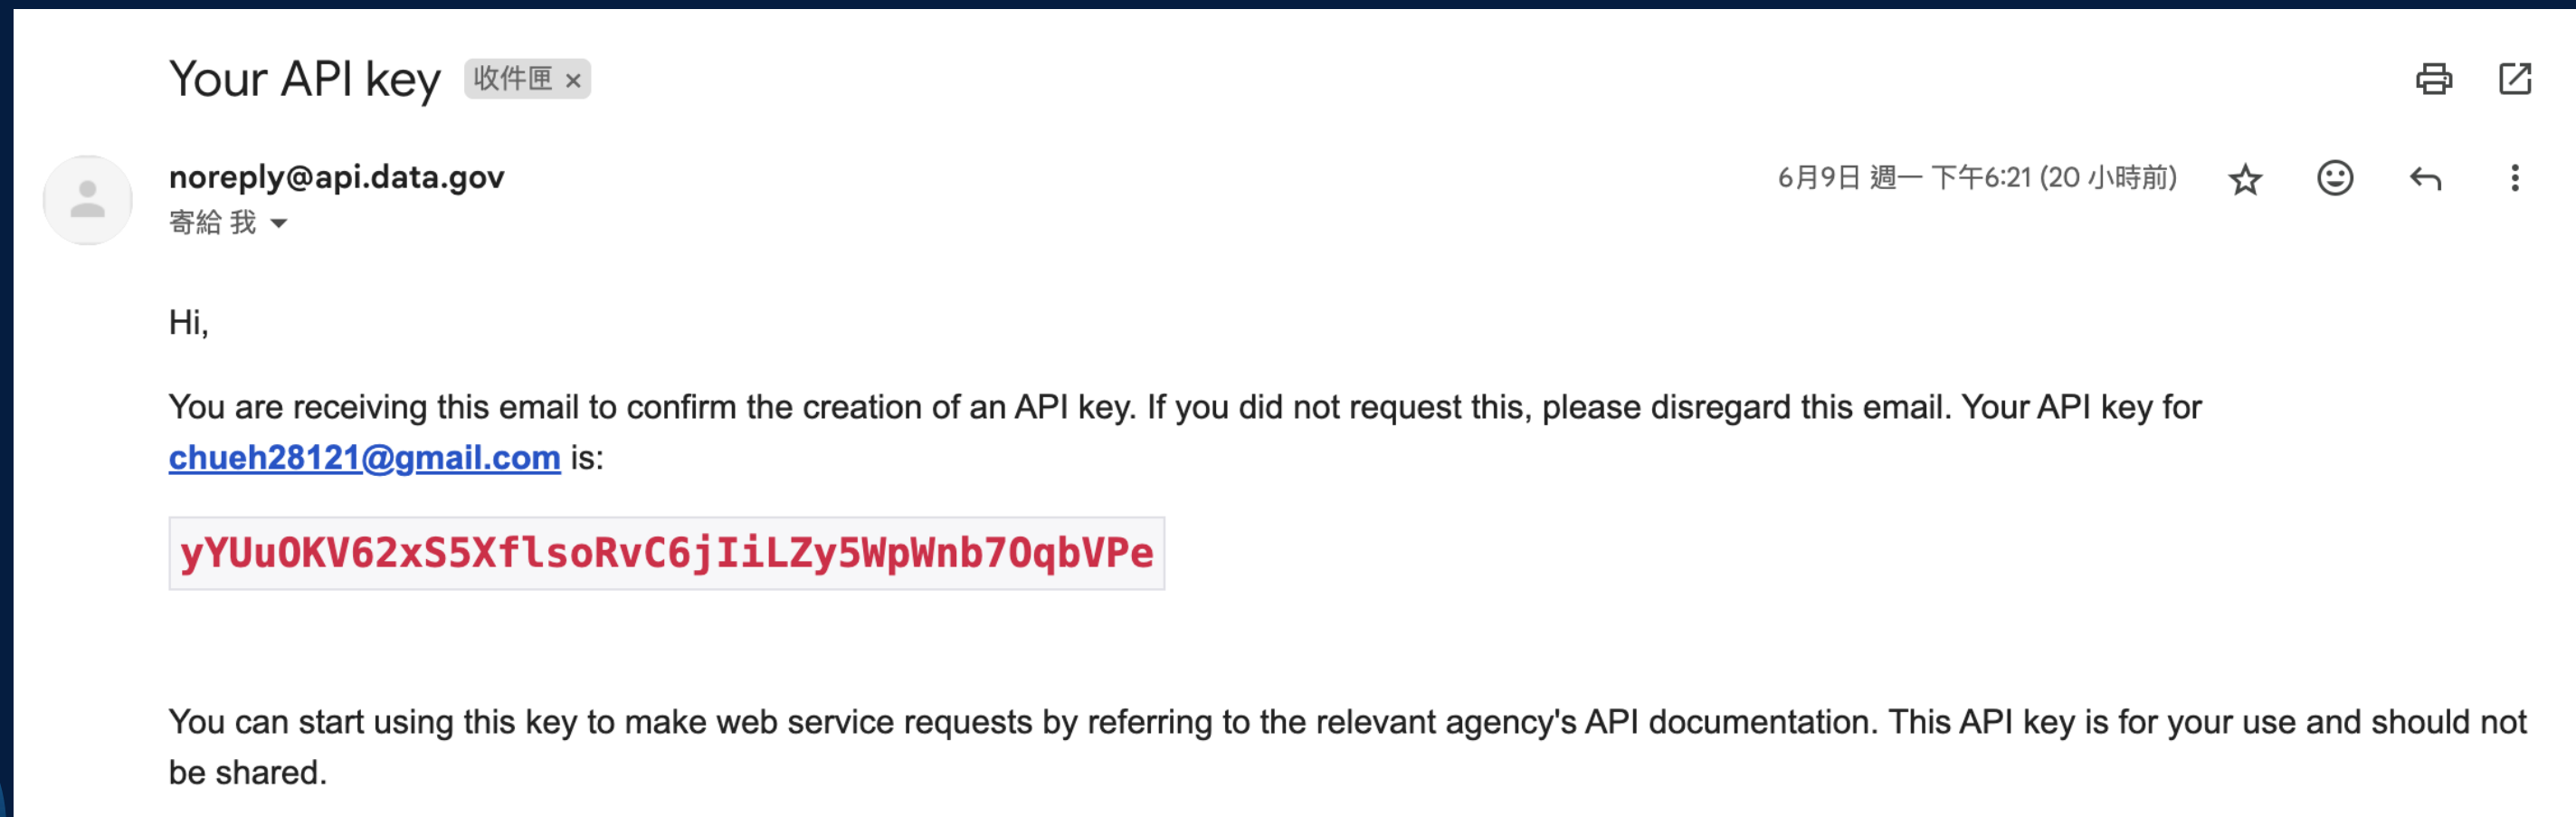 Your API key 收件匣 ×
noreply@api.data.gov 6月9日 週一 下午6:21 (20 小時前)
寄給 我
Hi,
You are receiving this email to confirm the creation of an API key. If you did not request this, please disregard this email. Your API key for
chueh28121@gmail.com is:
yYUuOKV62xS5XflsoRvC6jIiLZy5WpWnb7OqbVPe
You can start using this key to make web service requests by referring to the relevant agency's API documentation. This API key is for your use and should not
be shared.